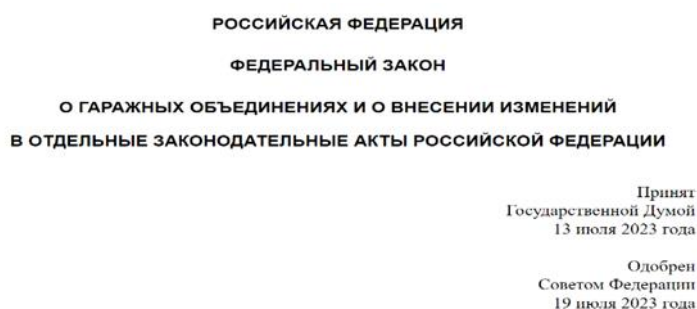 РОССИЙСКАЯ ФЕДЕРАЦИЯ
ФЕДЕРАЛЬНЫЙ ЗАКОН
О ГАРАЖНЫХ ОБЪЕДИНЕНИЯХ И О ВНЕСЕНИИ ИЗМЕНЕНИЙ
В ОТДЕЛЬНЫЕ ЗАКОНОДАТЕЛЬНЫЕ АКТЫ РОССИЙСКОЙ ФЕДЕРАЦИИ
Принят
Государственной Думой
13 июля 2023 года
Одобрен
Советом Федерации
19 июля 2023 года